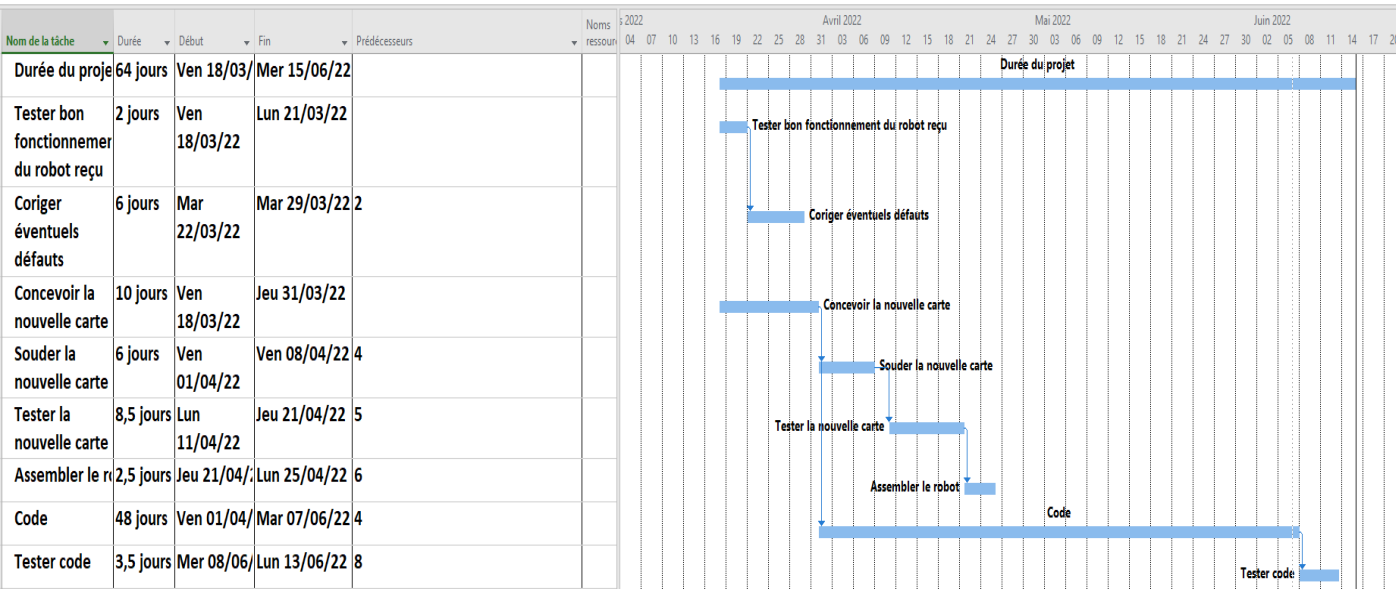 Nom de la tâche Durée Début Fin Prédécesseurs Noms ressour
2022 Avril 2022 Mai 2022 Juin 2022
04 07 10 13 16 19 22 25 28 31 03 06 09 12 15 18 21 24 27 30 03 06 09 12 15 18 21 24 27 30 02 05 08 11 14 17 20
Durée du proje 64 jours Ven 18/03/ Mer 15/06/22
Tester bon fonctionnemer du robot reçu 2 jours Ven 18/03/22 Lun 21/03/22
Coriger éventuels défauts 6 jours Mar 22/03/22 Mar 29/03/22 2
Concevoir la nouvelle carte 10 jours Ven 18/03/22 Jeu 31/03/22
Souder la nouvelle carte 6 jours Ven 01/04/22 Ven 08/04/22 4
Tester la nouvelle carte 8,5 jours Lun 11/04/22 Jeu 21/04/22 5
Assembler le 2,5 jours Jeu 21/04/ Lun 25/04/22 6
Code 48 jours Ven 01/04/ Mar 07/06/22 4
Tester code 3,5 jours Mer 08/06/ Lun 13/06/22 8
Durée du projet
Tester bon fonctionnement du robot reçu
Coriger éventuels défauts
Concevoir la nouvelle carte
Souder la nouvelle carte
Tester la nouvelle carte
Assembler le robot
Code
Tester code